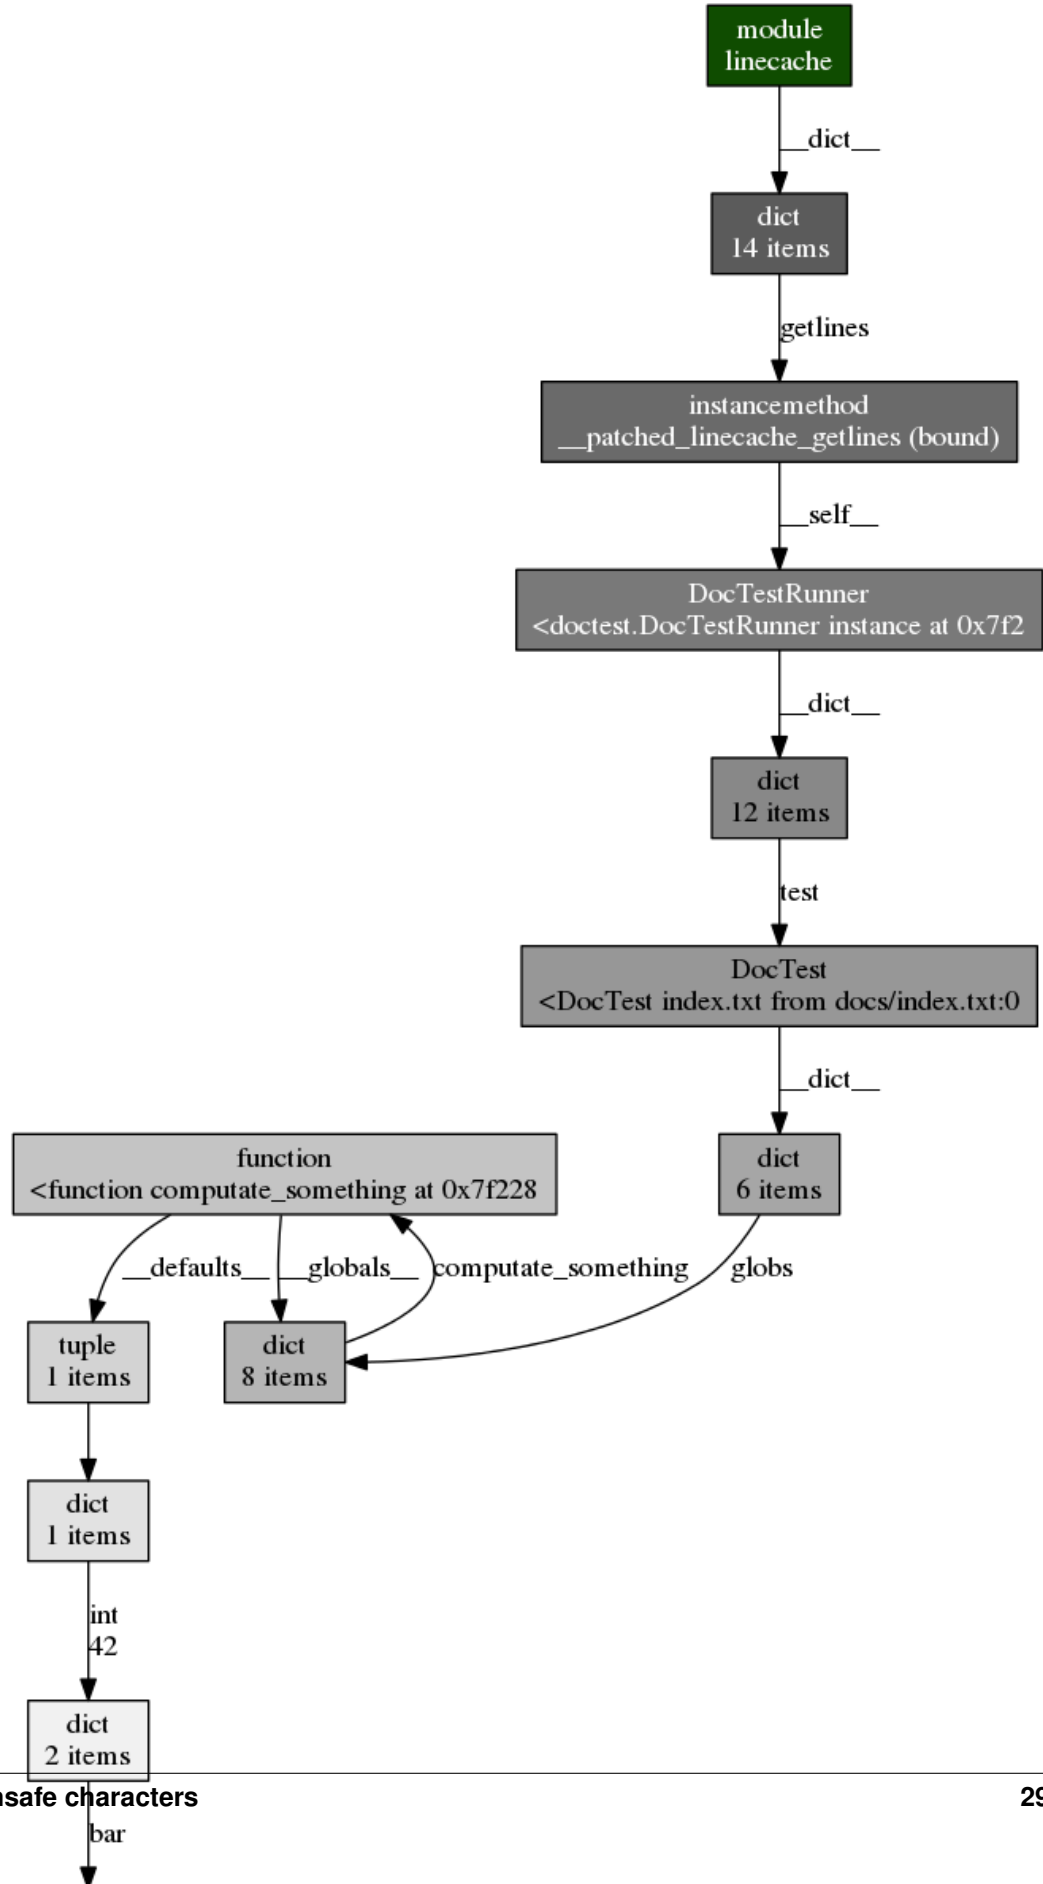 module
linecache
__dict__
dict
14 items
getlines
instancemethod
__patched_linecache_getlines (bound)
__self__
DocTestRunner
<doctest.DocTestRunner instance at 0x7f2
__dict__
dict
12 items
test
DocTest
<DocTest index.txt from docs/index.txt:0
__dict__
function
<function computate_something at 0x7f228
dict
6 items
__defaults__ __globals__ computate_something globs
tuple
1 items
dict
8 items
dict
1 items
int
42
dict
2 items
nsafe characters 29
bar